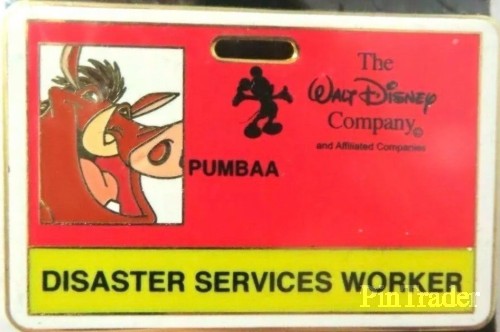 The
Walt Disney
Company©
and Affiliated Companies
PUMBAA
DISASTER SERVICES WORKER
PinTrader